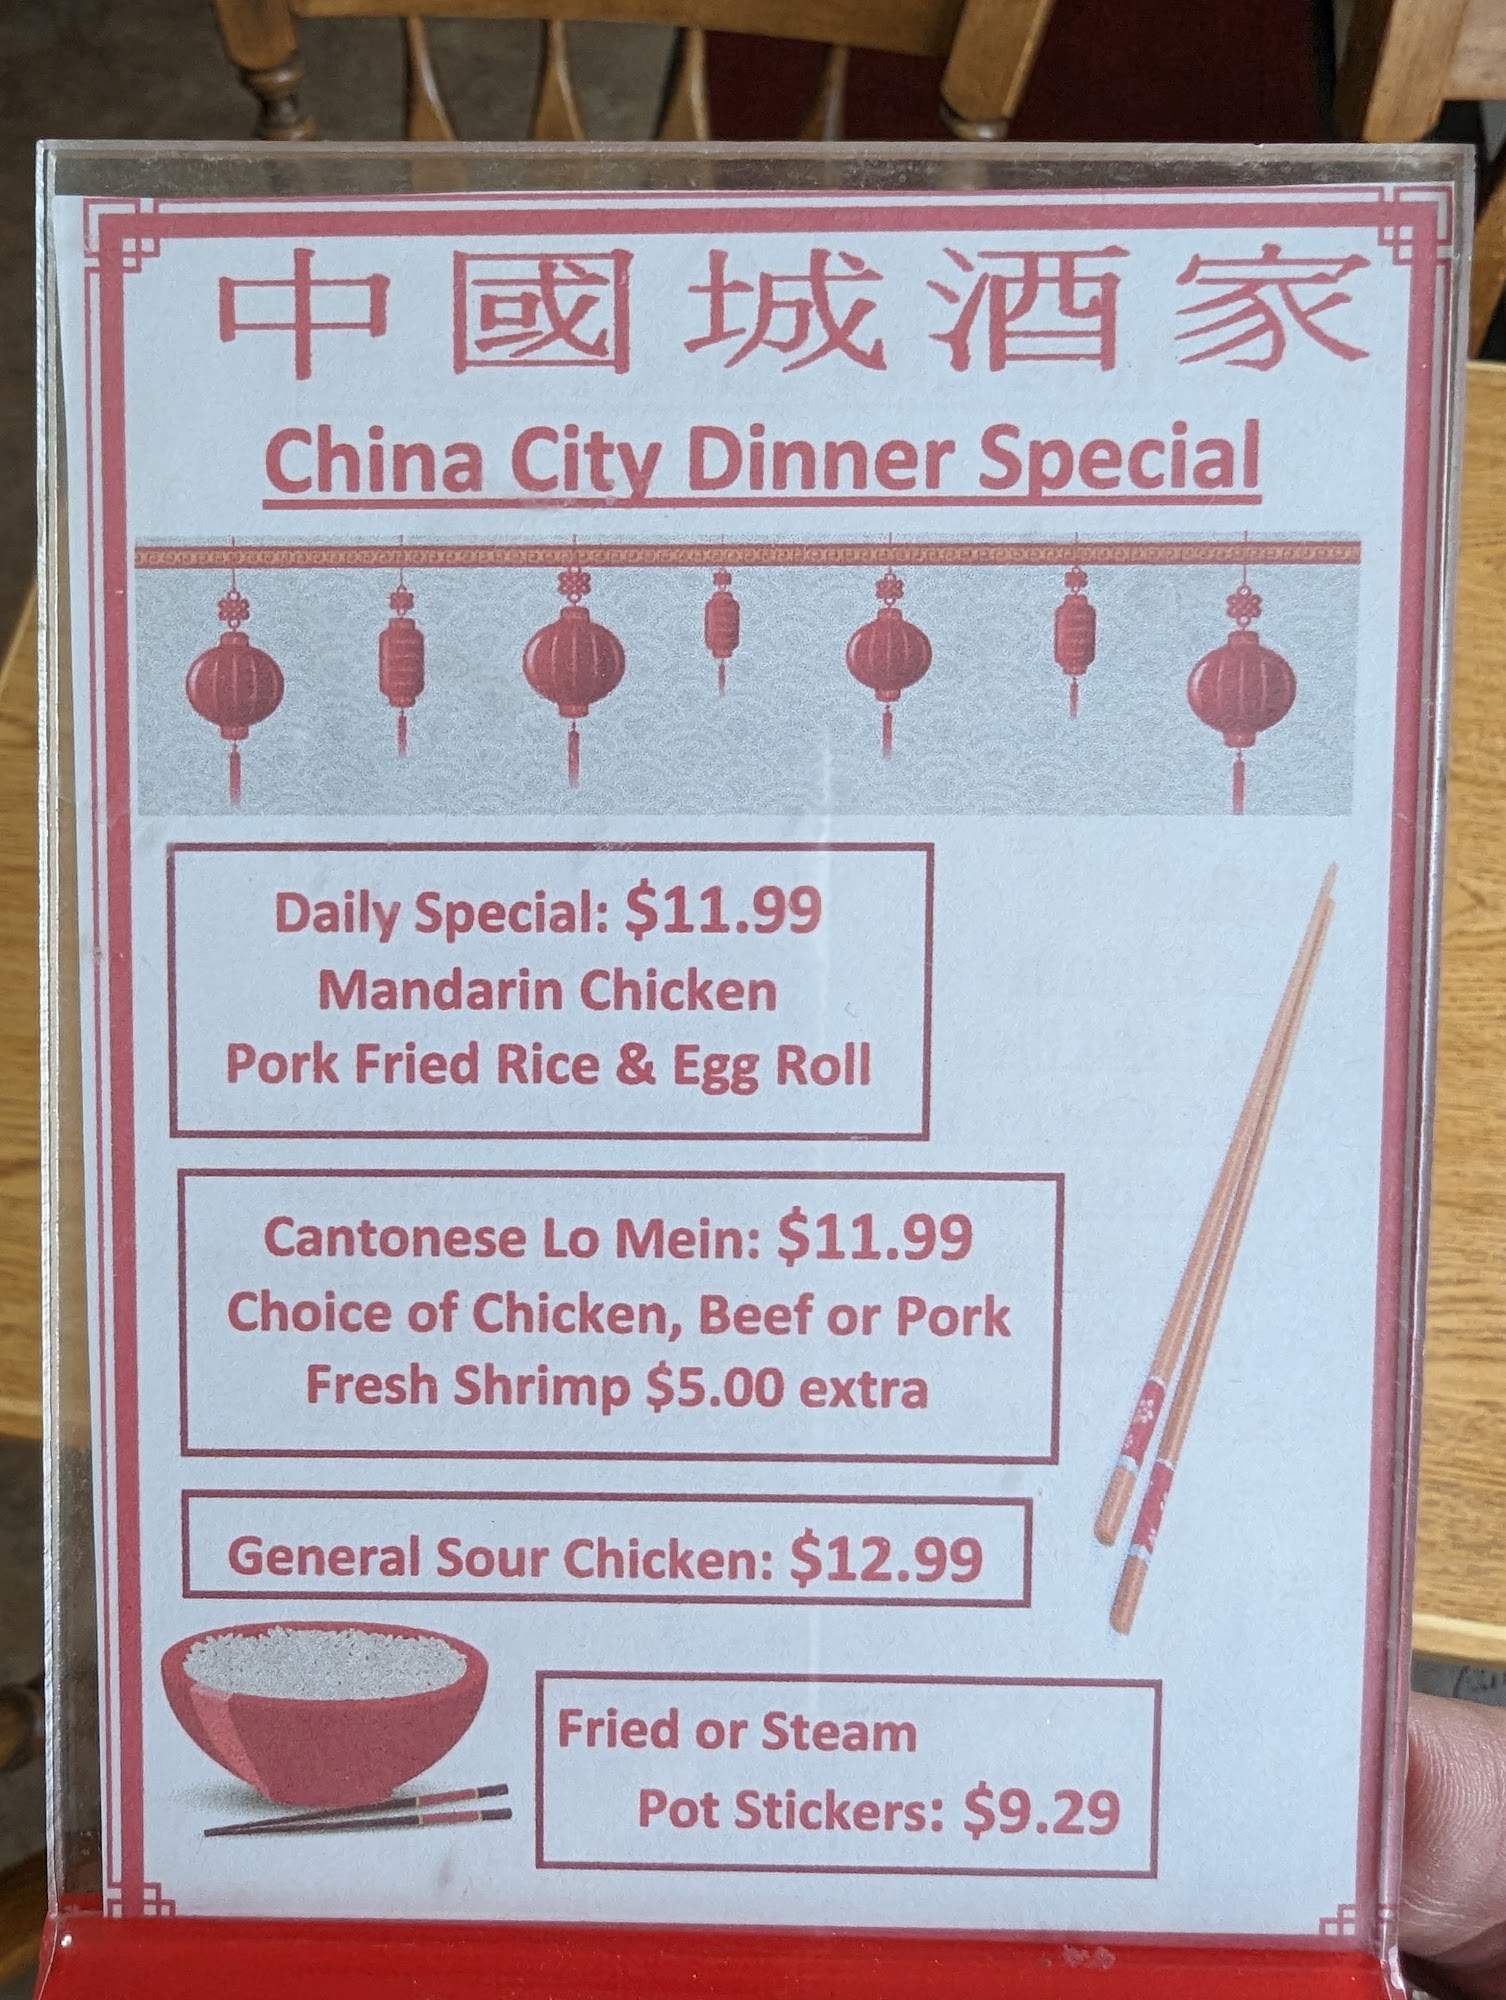 中國城酒家
China City Dinner Special
Daily Special: $11.99
Mandarin Chicken
Pork Fried Rice & Egg Roll
Cantonese Lo Mein: $11.99
Choice of Chicken, Beef or Pork
Fresh Shrimp $5.00 extra
General Sour Chicken: $12.99
Fried or Steam
Pot Stickers: $9.29